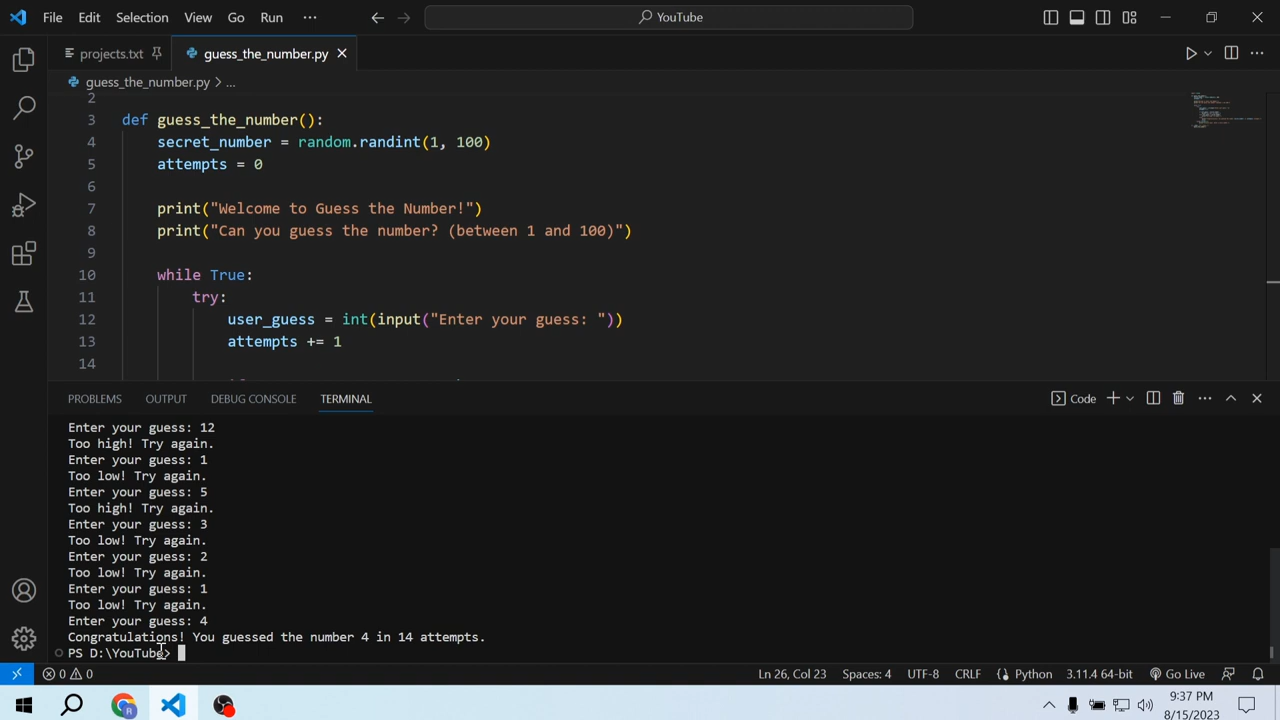 File Edit Selection View Go Run ··· YouTube
projects.txt guess_the_number.py
guess_the_number.py > ...
2
3 def guess_the_number():
4 secret_number = random.randint(1, 100)
5 attempts = 0
6
7 print("Welcome to Guess the Number!")
8 print("Can you guess the number? (between 1 and 100)")
9
10 while True:
11 try:
12 user_guess = int(input("Enter your guess: "))
13 attempts += 1
14
PROBLEMS OUTPUT DEBUG CONSOLE TERMINAL Code
Enter your guess: 12
Too high! Try again.
Enter your guess: 1
Too low! Try again.
Enter your guess: 5
Too high! Try again.
Enter your guess: 3
Too low! Try again.
Enter your guess: 2
Too low! Try again.
Enter your guess: 1
Too low! Try again.
Enter your guess: 4
Congratulations! You guessed the number 4 in 14 attempts.
PS D:\YouTube>
0 0 Ln 26, Col 23 Spaces: 4 UTF-8 CRLF Python 3.11.4 64-bit Go Live
9:37 PM
8/15/2023